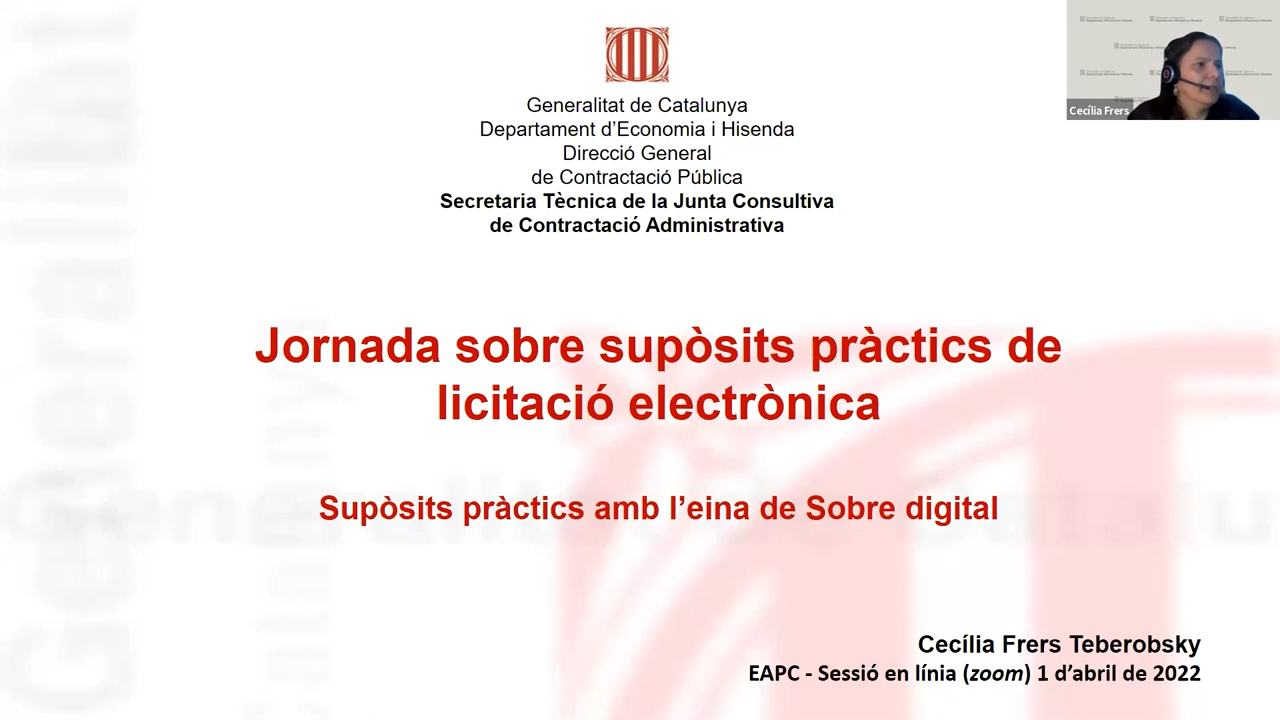 Generalitat de Catalunya
Departament d'Economia i Hisenda
Direcció General
de Contractació Pública
Secretaria Tècnica de la Junta Consultiva
de Contractació Administrativa
Cecília Frers
Jornada sobre supòsits pràctics de
licitació electrònica
Supòsits pràctics amb l'eina de Sobre digital
Cecília Frers Teberobsky
EAPC - Sessió en línia (zoom) 1 d'abril de 2022